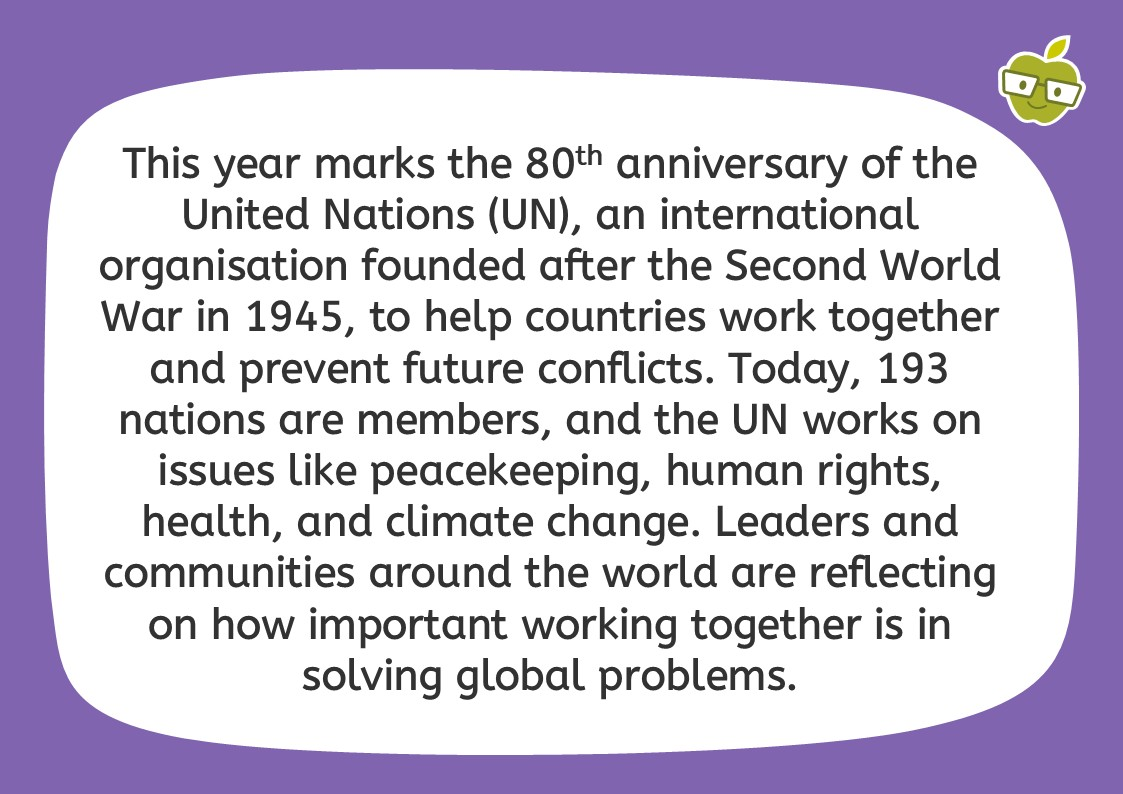 This year marks the 80th anniversary of the
United Nations (UN), an international
organisation founded after the Second World
War in 1945, to help countries work together
and prevent future conflicts. Today, 193
nations are members, and the UN works on
issues like peacekeeping, human rights,
health, and climate change. Leaders and
communities around the world are reflecting
on how important working together is in
solving global problems.